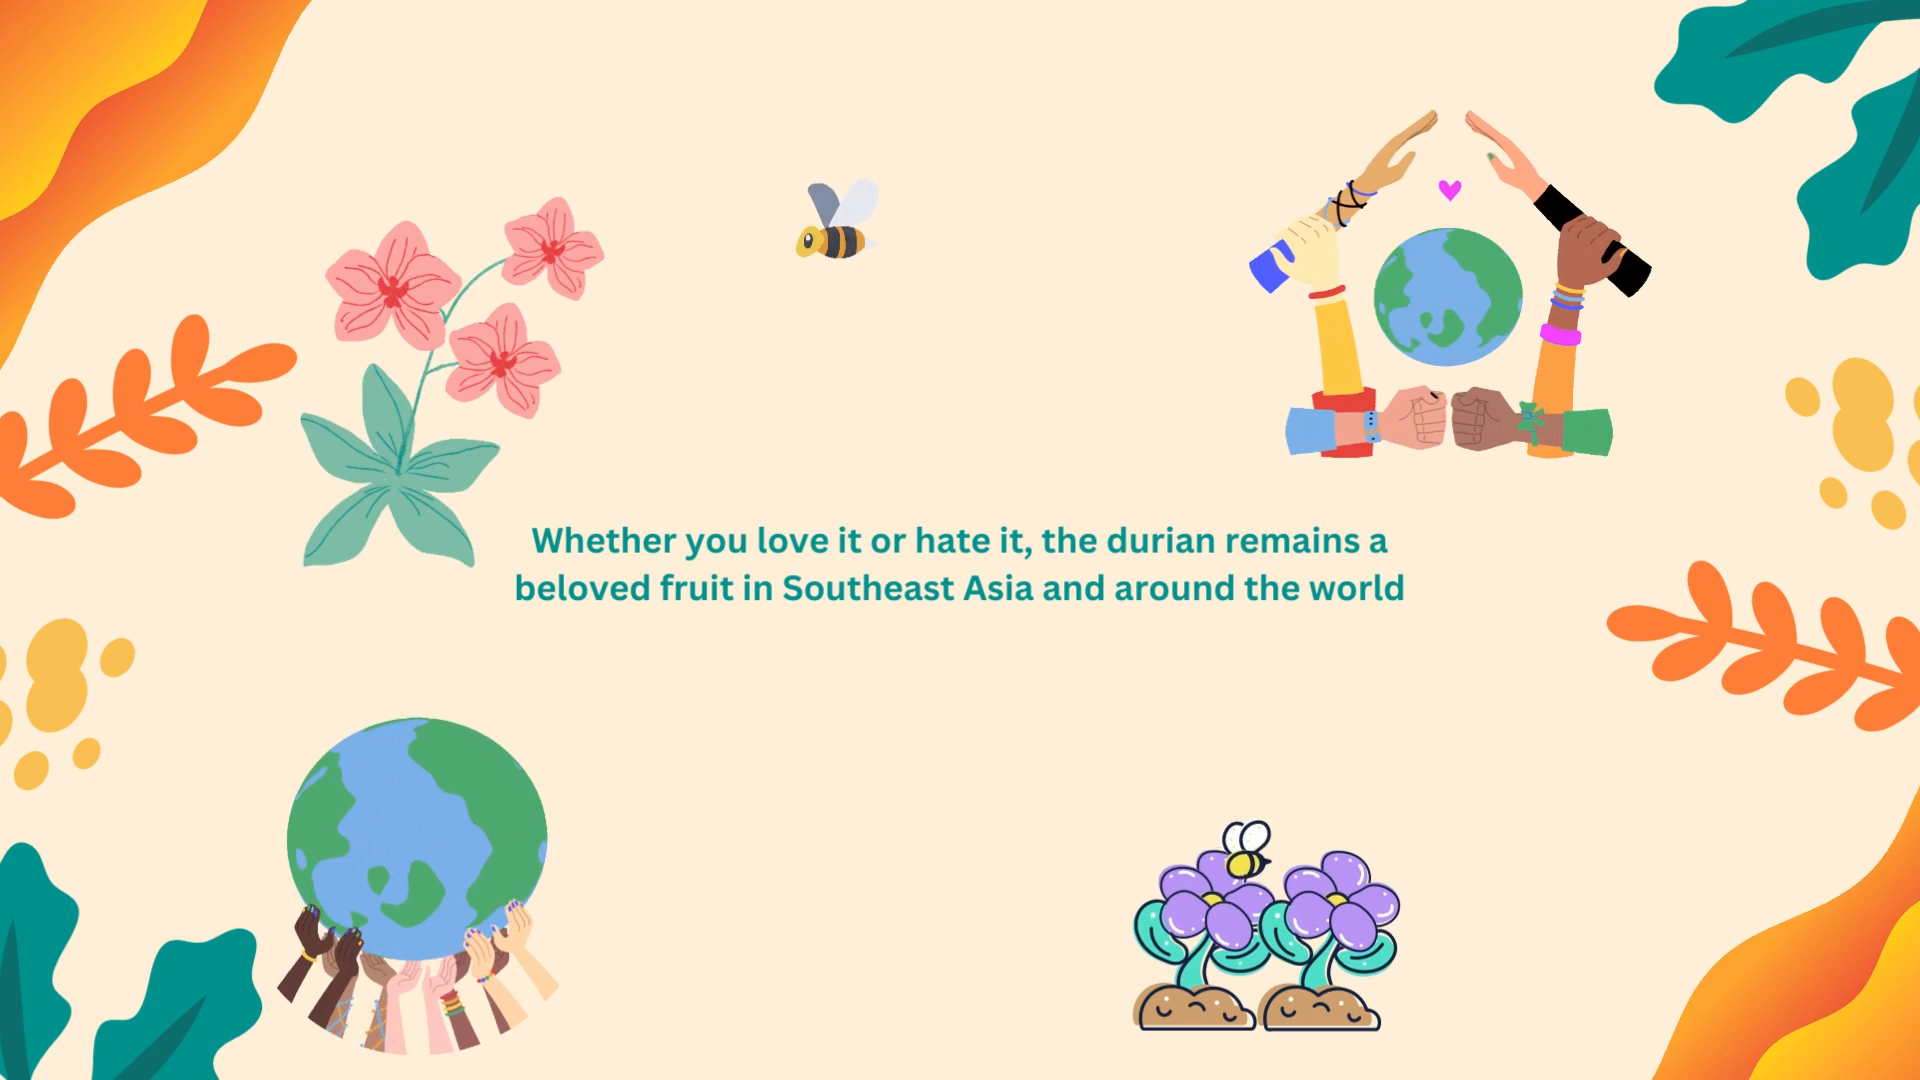 Whether you love it or hate it, the durian remains a
beloved fruit in Southeast Asia and around the world